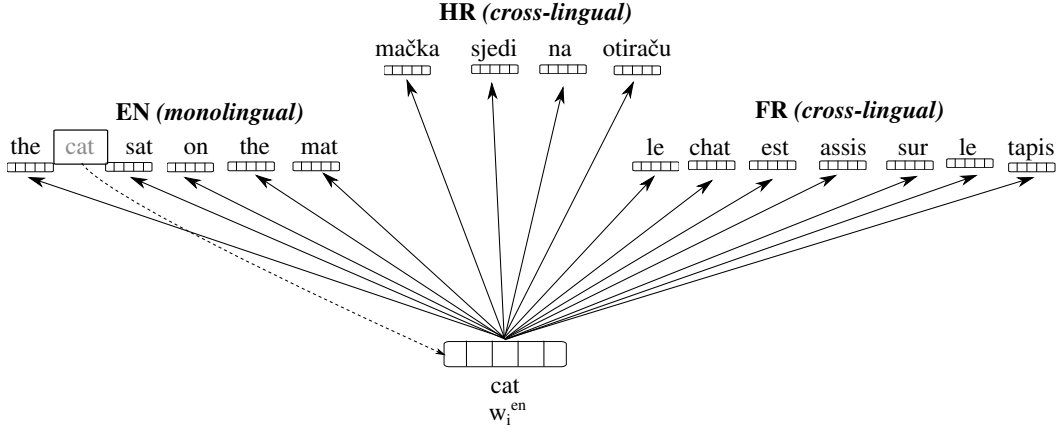 HR (cross-lingual)
mačka sjedi na otiraču
EN (monolingual)
the cat sat on the mat
FR (cross-lingual)
le chat est assis sur le tapis
cat
w_i^en